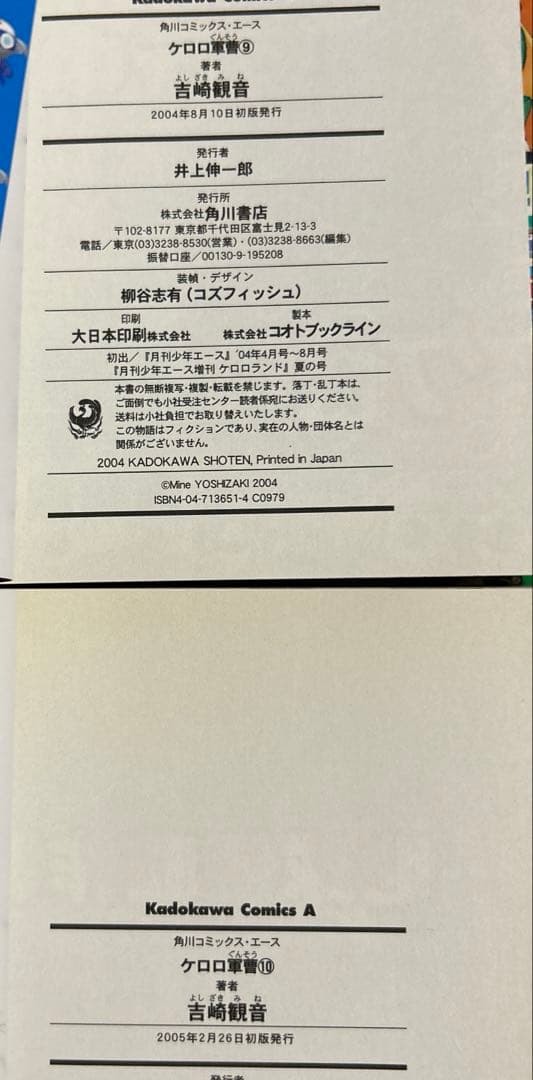 Kadokawa Comics A
角川コミックス・エース
ぐんそう
ケロロ軍曹⑨
著者
よしざきみね
吉崎観音
2004年8月10日初版発行
発行者
井上伸一郎
発行所
株式会社角川書店
〒102-8177 東京都千代田区富士見2-13-3
電話／東京(03)3238-8530(営業)・(03)3238-8663(編集)
振替口座／00130-9-195208
装幀・デザイン
柳谷志有(コズフィッシュ)
印刷 製本
大日本印刷株式会社 株式会社コオトブックライン
初出／『月刊少年エース』'04年4月号〜8月号
『月刊少年エース増刊 ケロロランド』夏の号
本書の無断複写・複製・転載を禁じます。落丁・乱丁本は、
ご面倒でも小社受注センター読者係宛にお送りください。
送料は小社負担でお取り替えいたします。
この物語はフィクションであり、実在の人物・団体名とは
関係がございません。
2004 KADOKAWA SHOTEN, Printed in Japan
©Mine YOSHIZAKI 2004
ISBN4-04-713651-4 C0979
Kadokawa Comics A
角川コミックス・エース
ぐんそう
ケロロ軍曹⑩
著者
よしざきみね
吉崎観音
2005年2月26日初版発行
発行者